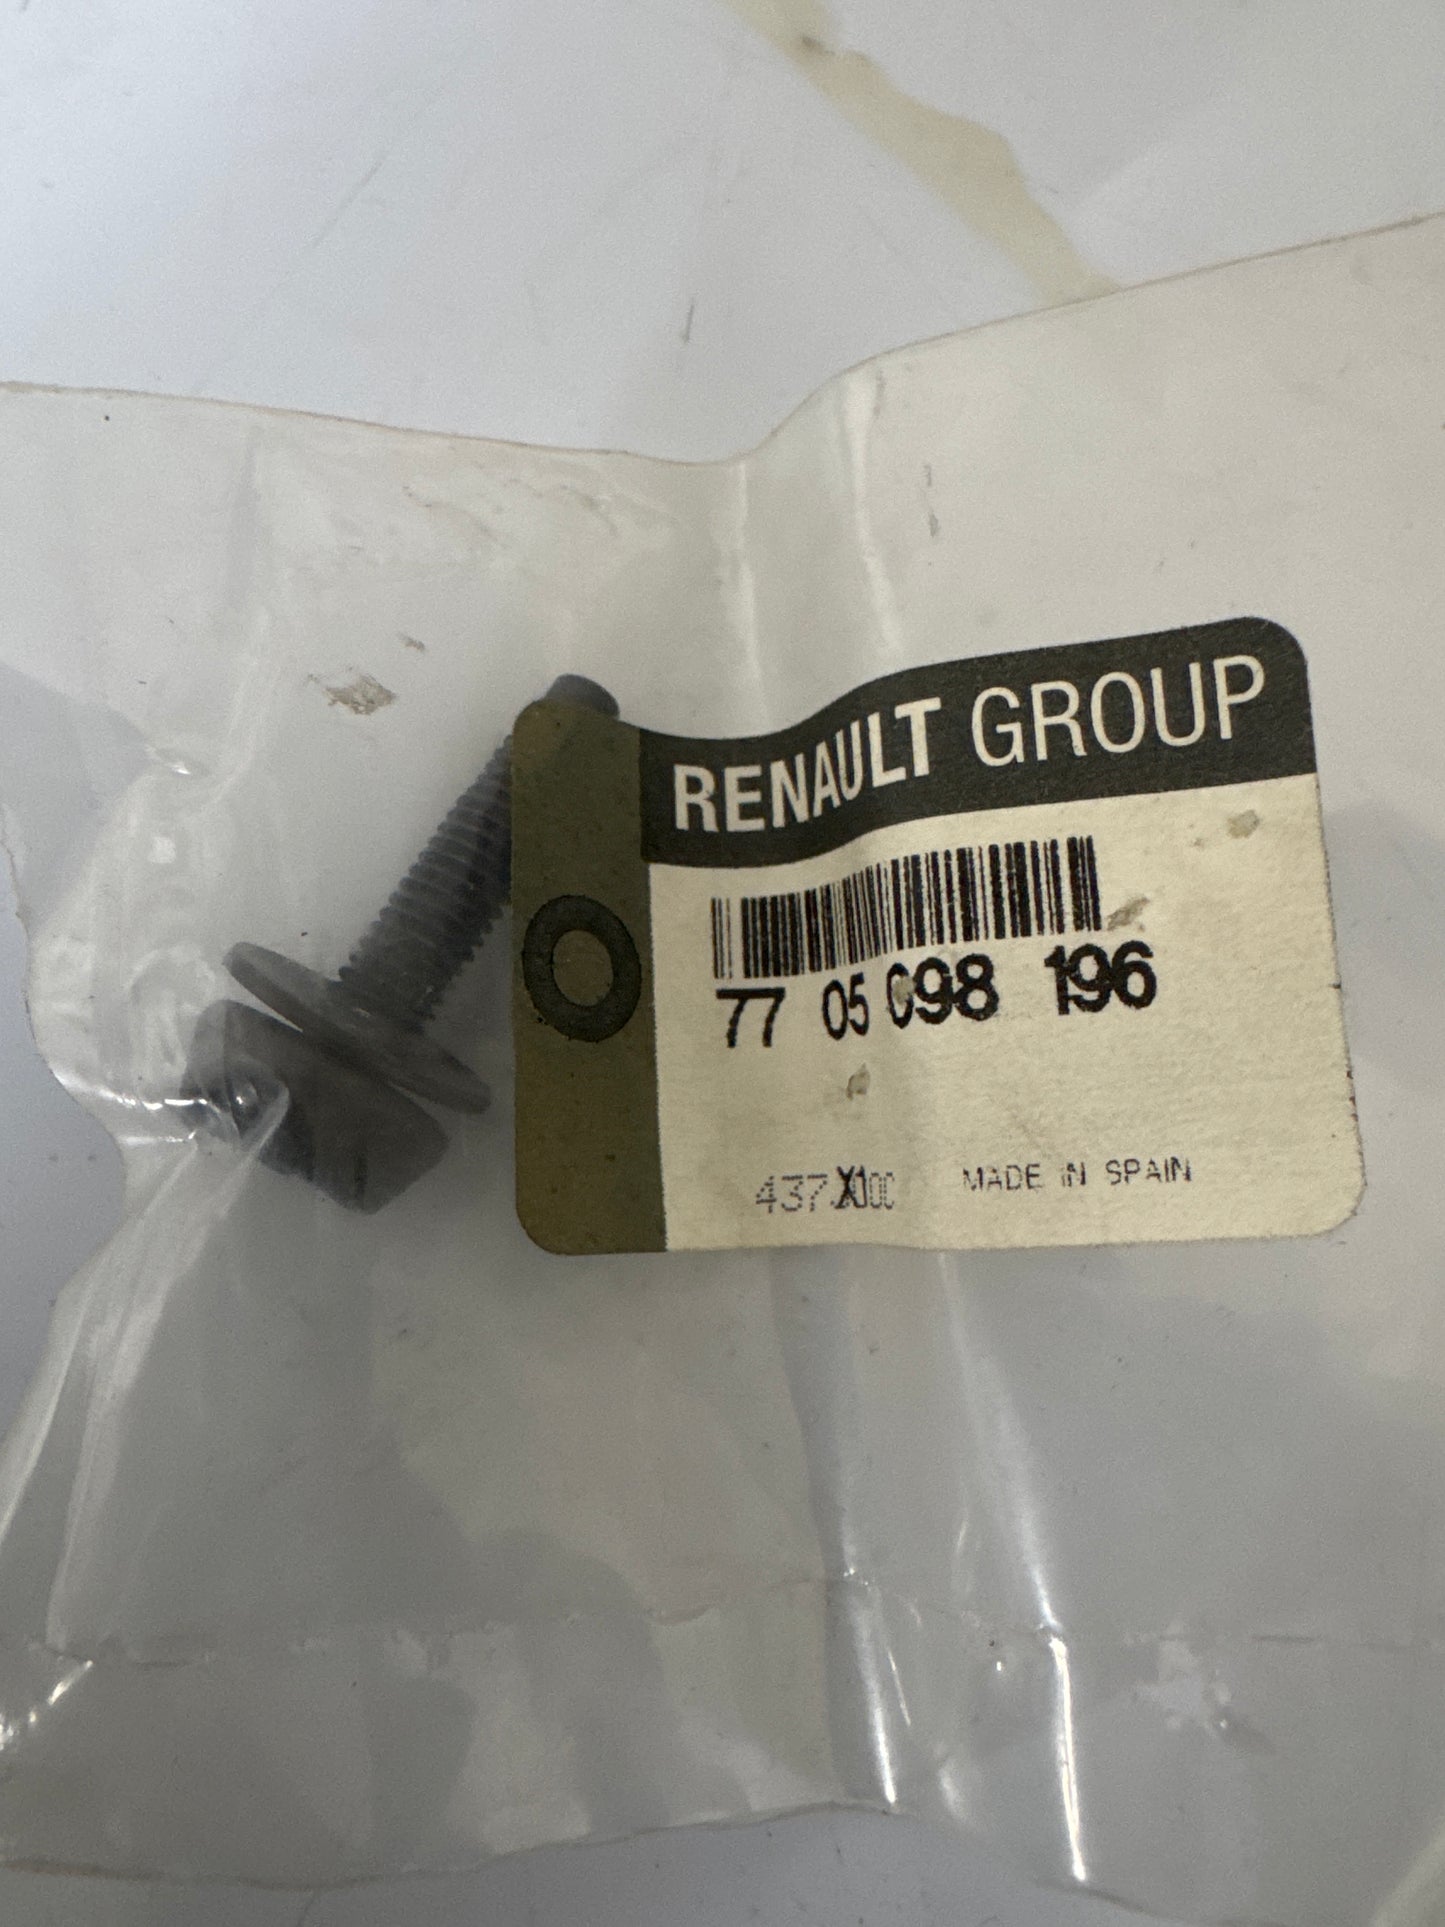 RENAULT GROUP
77 05 098 196
MADE IN SPAIN